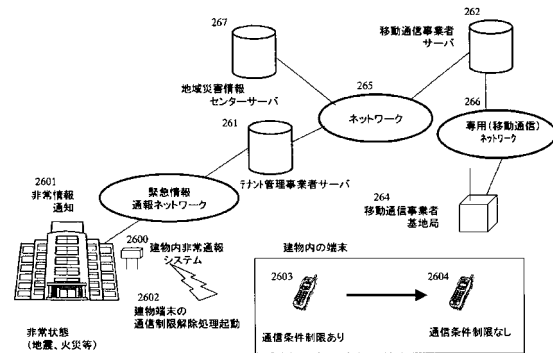 267
地域災害情報
センターサーバ
262
移動通信事業者
サーバ
265
ネットワーク
266
専用(移動通信)
ネットワーク
261
テナント管理事業者サーバ
2601
非常情報
通知
緊急情報
通報ネットワーク
264
移動通信事業者
基地局
2600
建物内非常通報
システム
2602
建物端末の
通信制限解除処理起動
非常状態
(地震、火災等)
建物内の端末
2603
通信条件制限あり
2604
通信条件制限なし